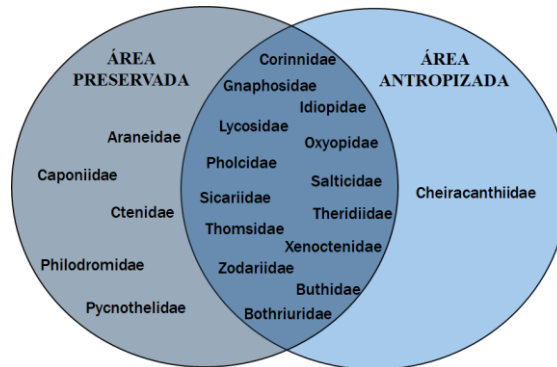 ÁREA
PRESERVADA
Araneidae
Caponiidae
Ctenidae
Philodromidae
Pycnothelidae
Corinnidae
Gnaphosidae
Idiopidae
Lycosidae
Oxyopidae
Pholcidae
Salticidae
Sicariidae
Theridiidae
Thomsidae
Xenoctenidae
Zodariidae
Buthidae
Bothriuridae
ÁREA
ANTROPIZADA
Cheiracanthiidae